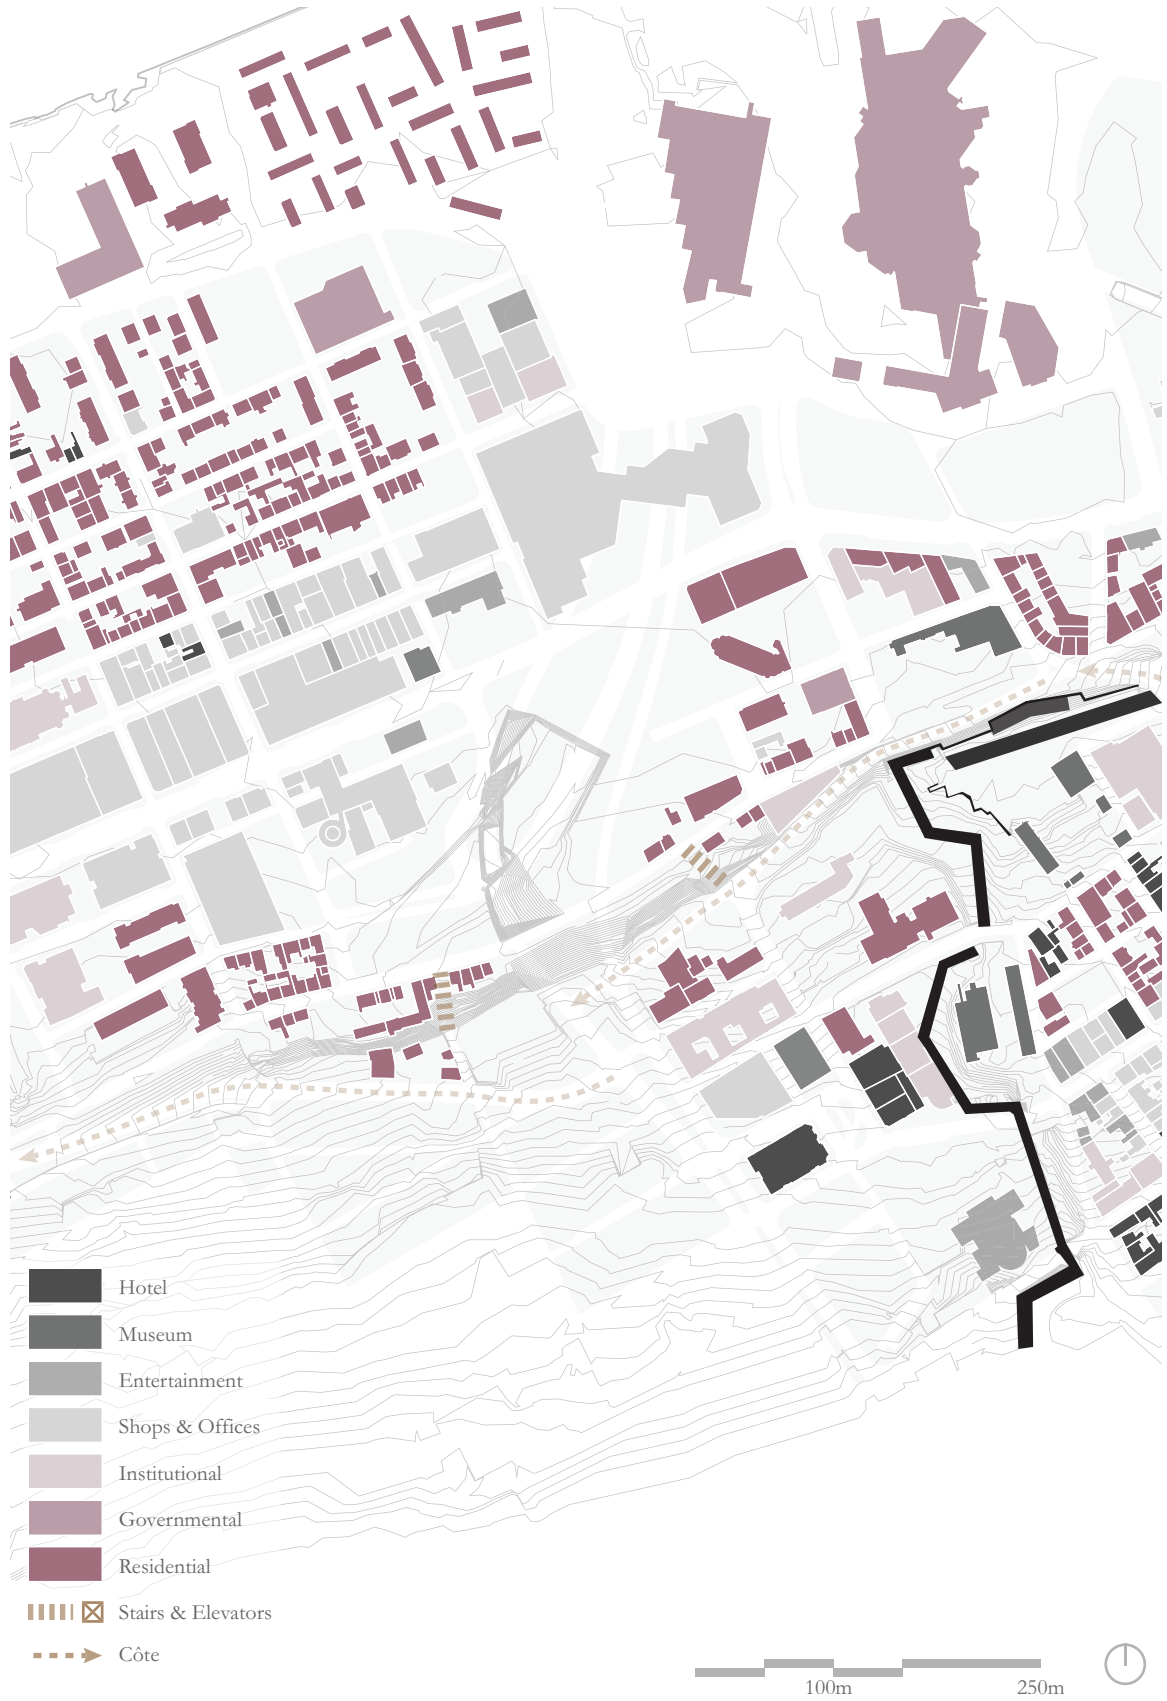 Hotel
Museum
Entertainment
Shops & Offices
Institutional
Governmental
Residential
Stairs & Elevators
Côte
100m
250m